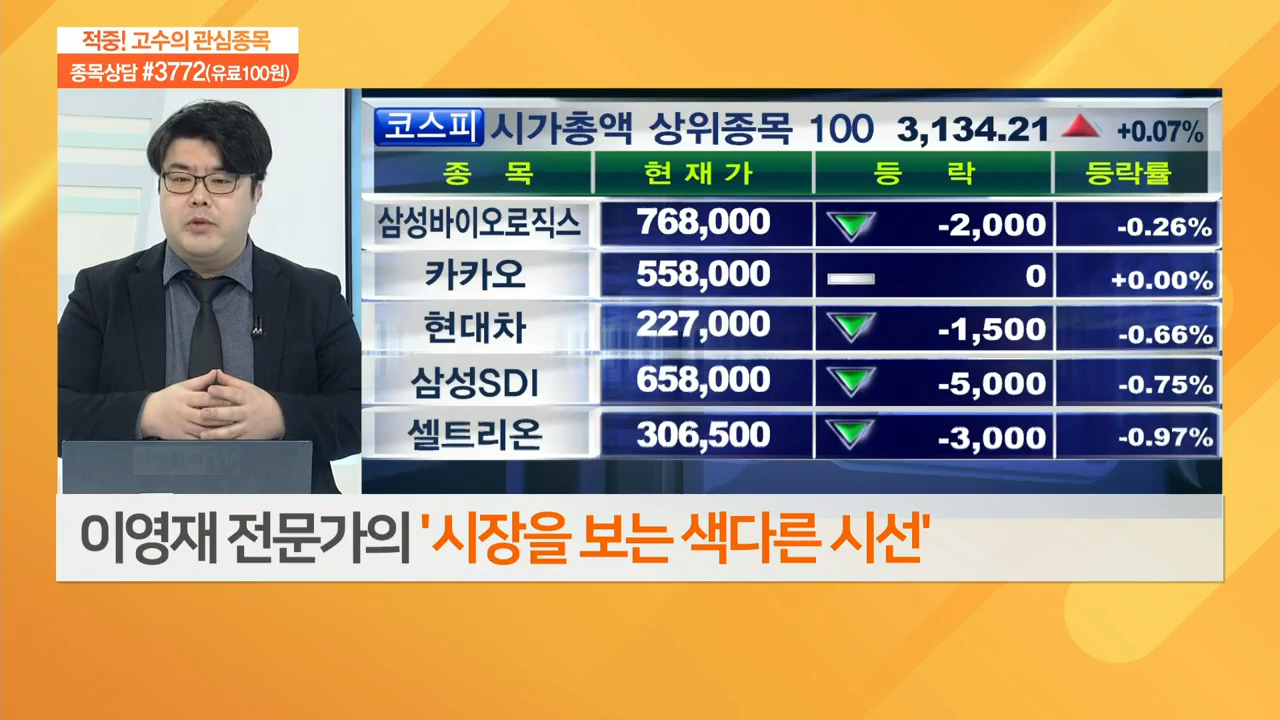 적중! 고수의 관심종목
종목상담 #3772(유료100원)
코스피 시가총액 상위종목 100 3,134.21 +0.07%
종 목 현 재 가 등 락 등락률
삼성바이오로직스 768,000 -2,000 -0.26%
카카오 558,000 0 +0.00%
현대차 227,000 -1,500 -0.66%
삼성SDI 658,000 -5,000 -0.75%
셀트리온 306,500 -3,000 -0.97%
이영재 전문가의 '시장을 보는 색다른 시선'